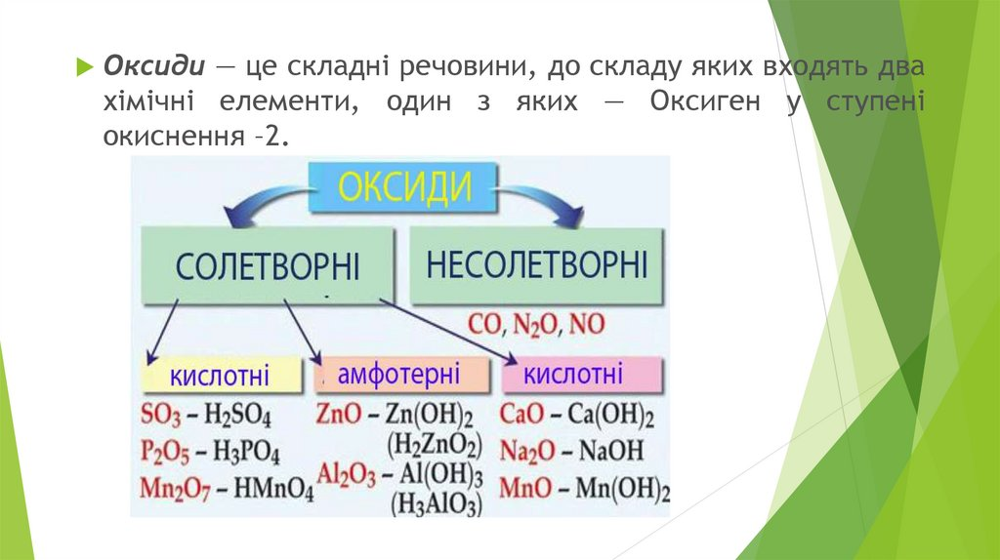 Оксиди — це складні речовини, до складу яких входять два
хімічні елементи, один з яких — Оксиген у ступені
окиснення –2.
ОКСИДИ
СОЛЕТВОРНІ
НЕСОЛЕТВОРНІ
CO, N₂O, NO
кислотні
амфотерні
кислотні
SO₃ – H₂SO₄
P₂O₅ – H₃PO₄
Mn₂O₇ – HMnO₄
ZnO – Zn(OH)₂
(H₂ZnO₂)
Al₂O₃ – Al(OH)₃
(H₃AlO₃)
CaO – Ca(OH)₂
Na₂O – NaOH
MnO – Mn(OH)₂